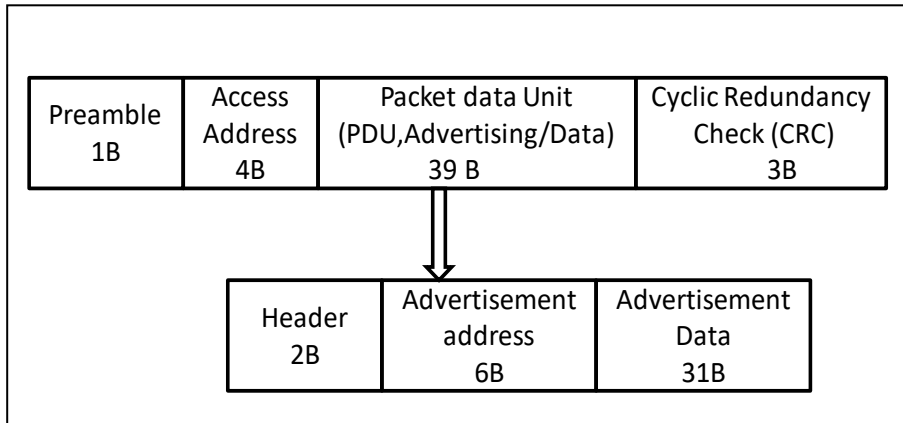 Preamble
1B
Access
Address
4B
Packet data Unit
(PDU,Advertising/Data)
39 B
Cyclic Redundancy
Check (CRC)
3B
Header
2B
Advertisement
address
6B
Advertisement
Data
31B